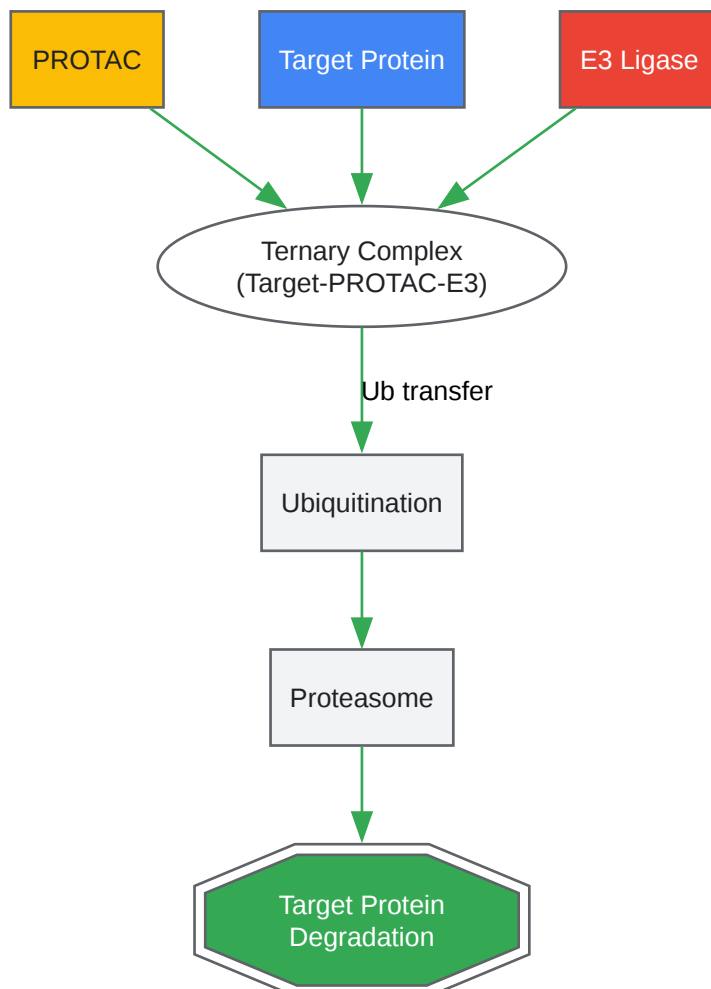 PROTAC
Target Protein
E3 Ligase
Ternary Complex
(Target-PROTAC-E3)
Ub transfer
Ubiquitination
Proteasome
Target Protein
Degradation